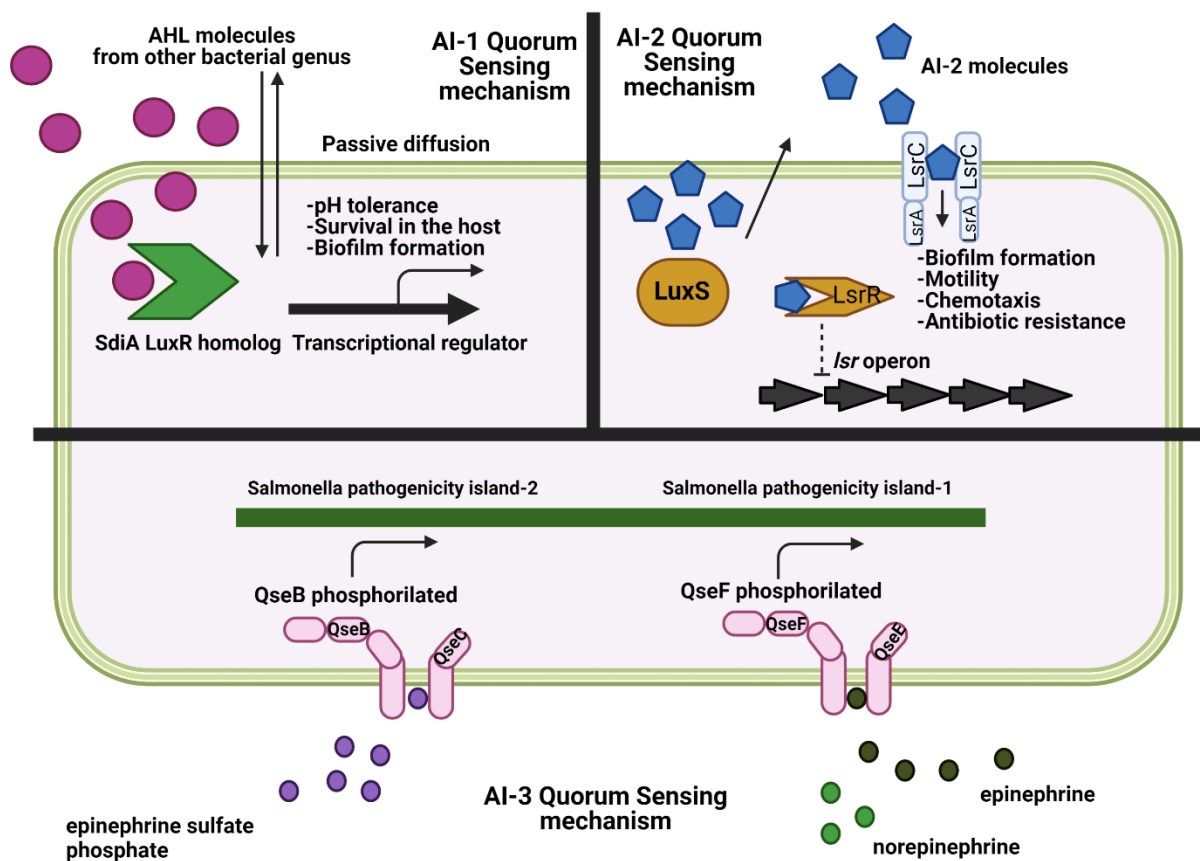 AHL molecules
from other bacterial genus
AI-1 Quorum
Sensing
mechanism
Passive diffusion
-pH tolerance
-Survival in the host
-Biofilm formation
SdiA LuxR homolog
Transcriptional regulator
AI-2 Quorum
Sensing
mechanism
AI-2 molecules
LsrC
LsrC
LsrA
LsrA
LuxS
LsrR
-Biofilm formation
-Motility
-Chemotaxis
-Antibiotic resistance
lsr operon
Salmonella pathogenicity island-2
Salmonella pathogenicity island-1
QseB phosphorilated
QseF phosphorilated
QseB
QseC
QseF
QseE
AI-3 Quorum Sensing
mechanism
epinephrine sulfate
phosphate
epinephrine
norepinephrine